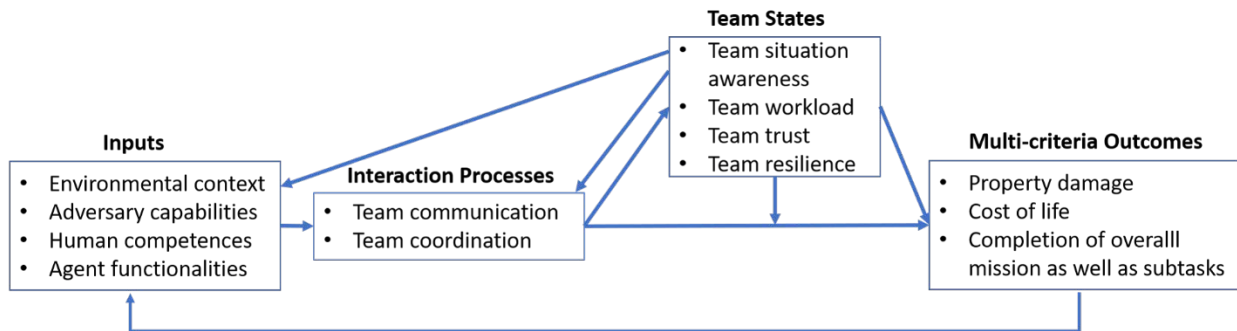 Team States
• Team situation
awareness
• Team workload
• Team trust
• Team resilience
Inputs
• Environmental context
• Adversary capabilities
• Human competences
• Agent functionalities
Interaction Processes
• Team communication
• Team coordination
Multi-criteria Outcomes
• Property damage
• Cost of life
• Completion of overalll
mission as well as subtasks